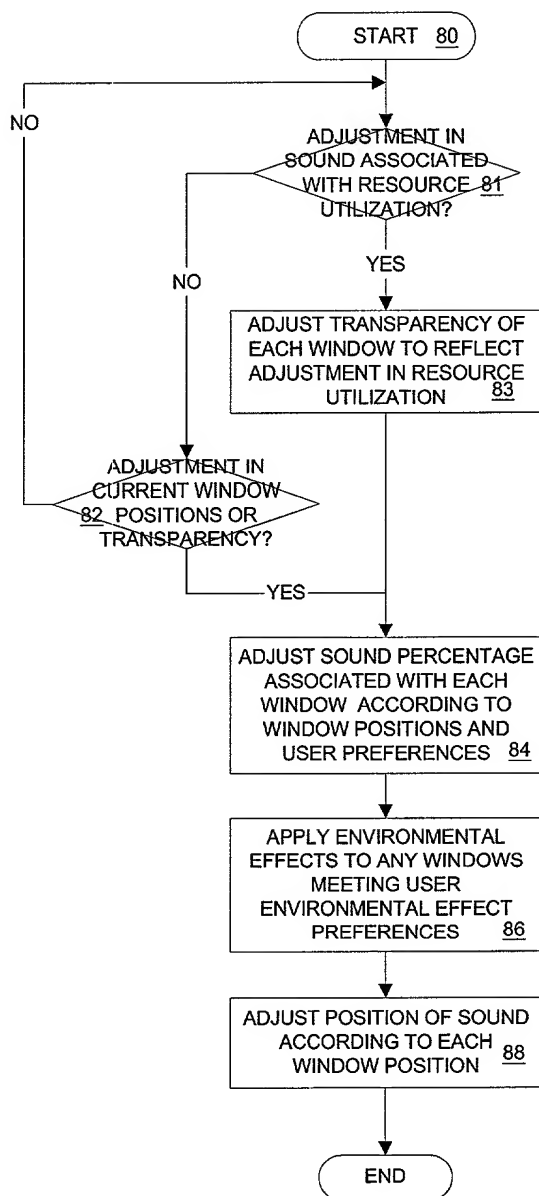 START 80
NO
ADJUSTMENT IN
SOUND ASSOCIATED
WITH RESOURCE 81
UTILIZATION?
NO
YES
ADJUST TRANSPARENCY OF
EACH WINDOW TO REFLECT
ADJUSTMENT IN RESOURCE
UTILIZATION 83
ADJUSTMENT IN
CURRENT WINDOW
82 POSITIONS OR
TRANSPARENCY?
YES
ADJUST SOUND PERCENTAGE
ASSOCIATED WITH EACH
WINDOW ACCORDING TO
WINDOW POSITIONS AND
USER PREFERENCES 84
APPLY ENVIRONMENTAL
EFFECTS TO ANY WINDOWS
MEETING USER
ENVIRONMENTAL EFFECT
PREFERENCES 86
ADJUST POSITION OF SOUND
ACCORDING TO EACH
WINDOW POSITION 88
END